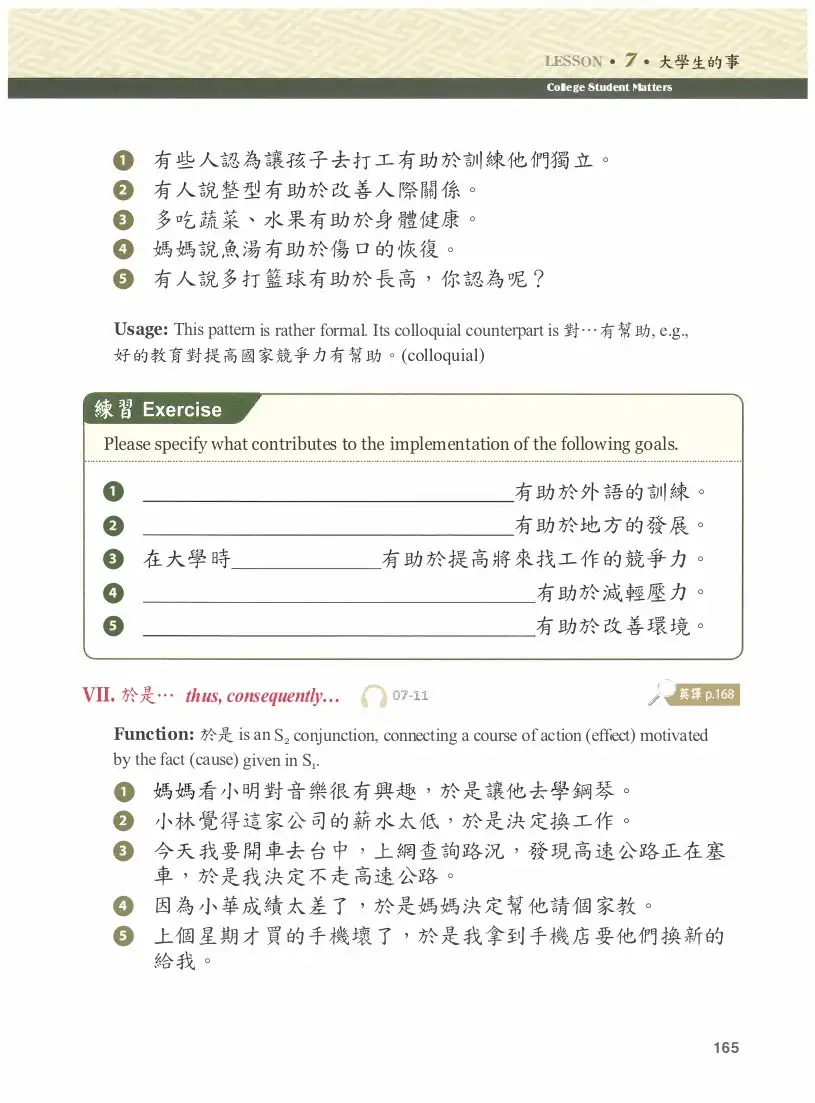 LESSON • 7 • 大學生的事
College Student Matters
1 有些人認為讓孩子去打工有助於訓練他們獨立。
2 有人說整型有助於改善人際關係。
3 多吃蔬菜、水果有助於身體健康。
4 媽媽說魚湯有助於傷口的恢復。
5 有人說多打籃球有助於長高，你認為呢？
Usage: This pattern is rather formal. Its colloquial counterpart is 對…有幫助, e.g.,
好的教育對提高國家競爭力有幫助。(colloquial)
練習 Exercise
Please specify what contributes to the implementation of the following goals.
1 ____________________有助於外語的訓練。
2 ____________________有助於地方的發展。
3 在大學時__________有助於提高將來找工作的競爭力。
4 ____________________有助於減輕壓力。
5 ____________________有助於改善環境。
VII. 於是… thus, consequently… 07-11 英譯 p.168
Function: 於是 is an S₂ conjunction, connecting a course of action (effect) motivated
by the fact (cause) given in S₁.
1 媽媽看小明對音樂很有興趣，於是讓他去學鋼琴。
2 小林覺得這家公司的薪水太低，於是決定換工作。
3 今天我要開車去台中，上網查詢路況，發現高速公路正在塞
車，於是我決定不走高速公路。
4 因為小華成績太差了，於是媽媽決定幫他請個家教。
5 上個星期才買的手機壞了，於是我拿到手機店要他們換新的
給我。
165